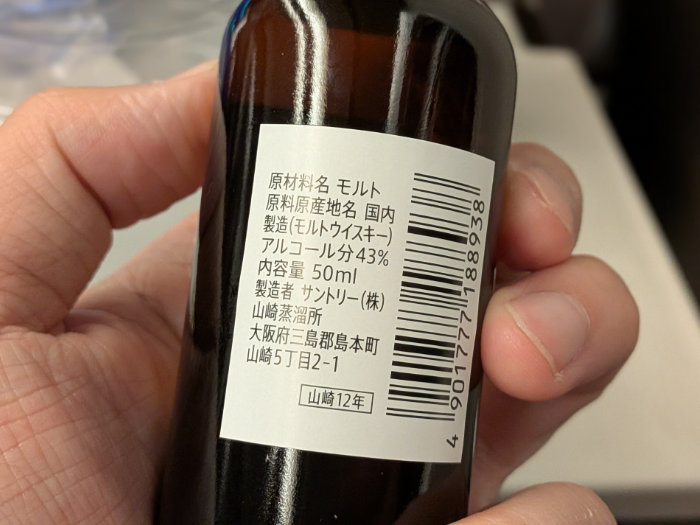 原材料名 モルト
原料原産地名 国内
製造(モルトウイスキー)
アルコール分43%
内容量 50ml
製造者 サントリー(株)
山崎蒸溜所
大阪府三島郡島本町
山崎5丁目2-1
山崎12年
4 901777 188938